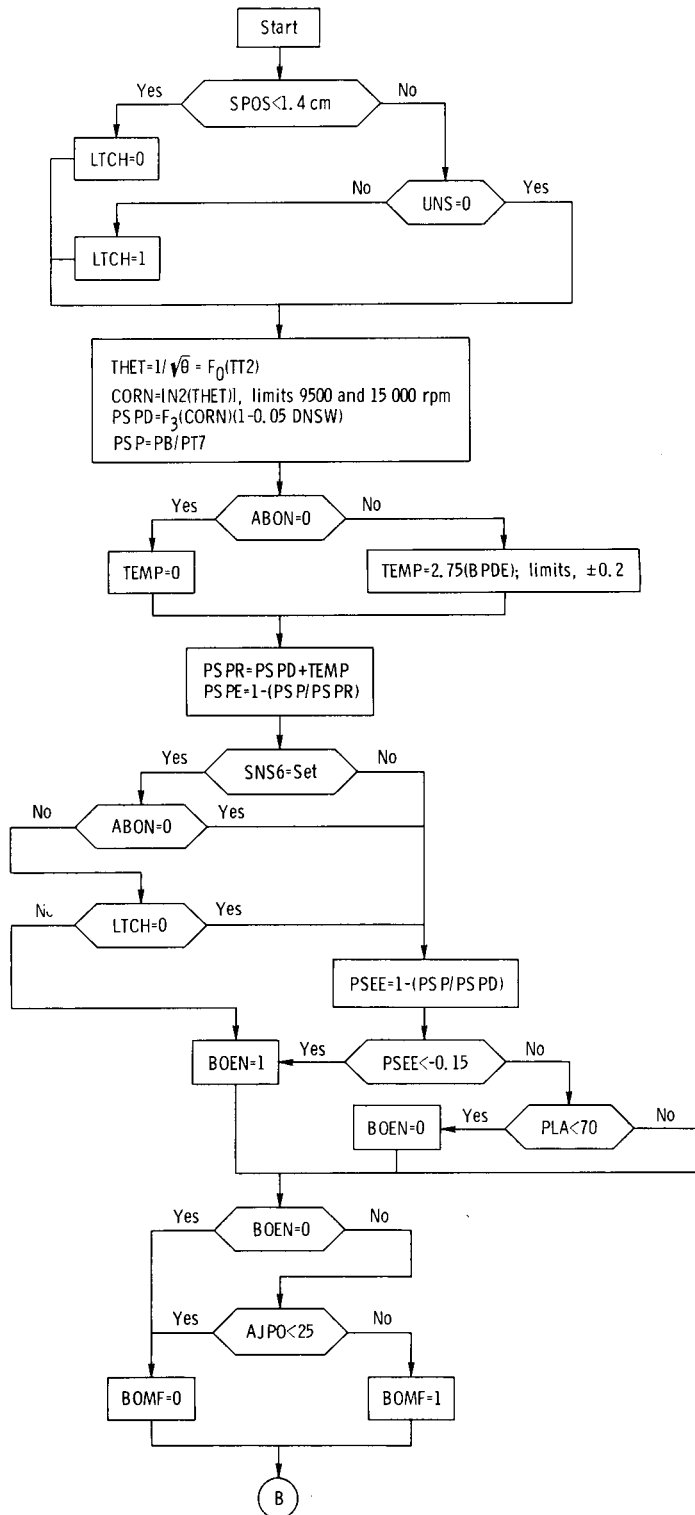 Start
SPOS<1.4 cm
Yes
No
LTCH=0
UNS=0
No
Yes
LTCH=1
THET=1/√θ = F0(TT2)
CORN=[N2(THET)], limits 9500 and 15 000 rpm
PSPD=F3(CORN)(1-0.05 DNSW)
PSP=PB/PT7
ABON=0
Yes
No
TEMP=0
TEMP=2.75(BPDE); limits, ±0.2
PSPR=PSPD+TEMP
PSPE=1-(PSP/PSPR)
SNS6=Set
Yes
No
ABON=0
No
Yes
LTCH=0
No
Yes
PSEE=1-(PSP/PSPD)
BOEN=1
Yes
PSEE<-0.15
No
BOEN=0
Yes
PLA<70
No
Yes
BOEN=0
No
Yes
AJPO<25
No
BOMF=0
BOMF=1
B